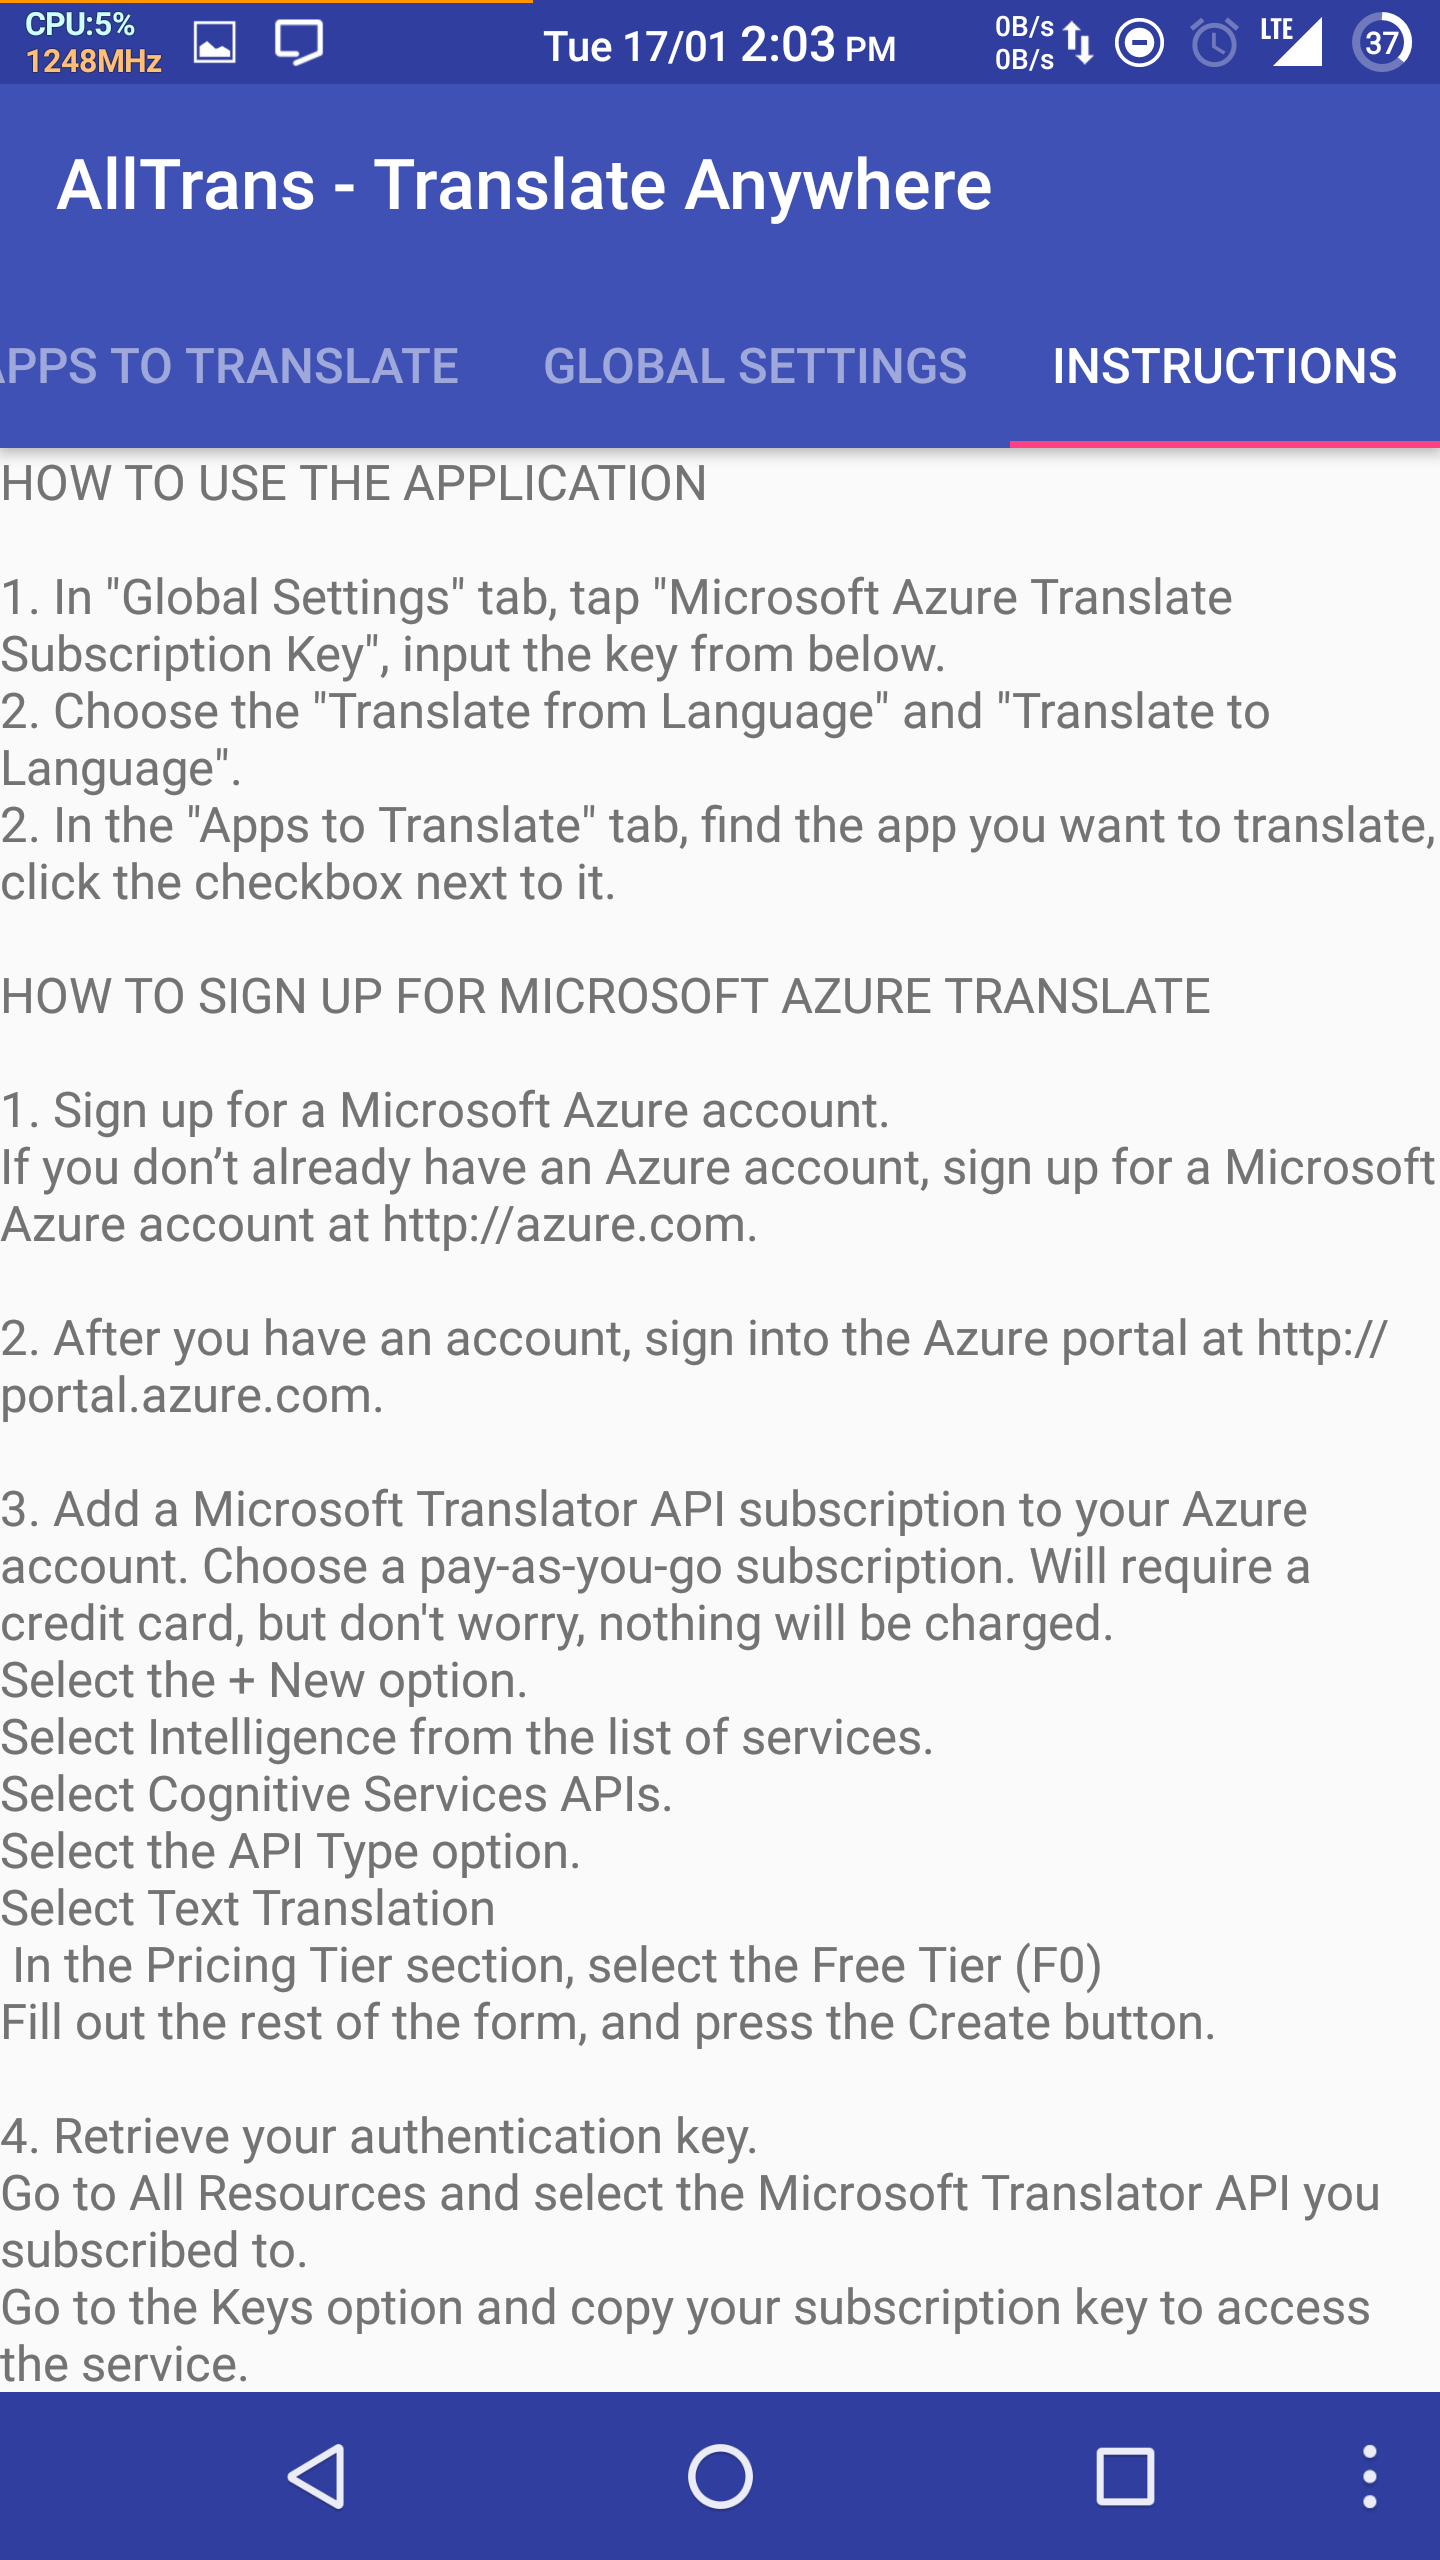 CPU:5%
1248MHz
Tue 17/01 2:03 PM
0B/s
0B/s
LTE
37
AllTrans - Translate Anywhere
APPS TO TRANSLATE
GLOBAL SETTINGS
INSTRUCTIONS
HOW TO USE THE APPLICATION
1. In "Global Settings" tab, tap "Microsoft Azure Translate
Subscription Key", input the key from below.
2. Choose the "Translate from Language" and "Translate to
Language".
2. In the "Apps to Translate" tab, find the app you want to translate,
click the checkbox next to it.
HOW TO SIGN UP FOR MICROSOFT AZURE TRANSLATE
1. Sign up for a Microsoft Azure account.
If you don’t already have an Azure account, sign up for a Microsoft
Azure account at http://azure.com.
2. After you have an account, sign into the Azure portal at http://
portal.azure.com.
3. Add a Microsoft Translator API subscription to your Azure
account. Choose a pay-as-you-go subscription. Will require a
credit card, but don't worry, nothing will be charged.
Select the + New option.
Select Intelligence from the list of services.
Select Cognitive Services APIs.
Select the API Type option.
Select Text Translation
In the Pricing Tier section, select the Free Tier (F0)
Fill out the rest of the form, and press the Create button.
4. Retrieve your authentication key.
Go to All Resources and select the Microsoft Translator API you
subscribed to.
Go to the Keys option and copy your subscription key to access
the service.